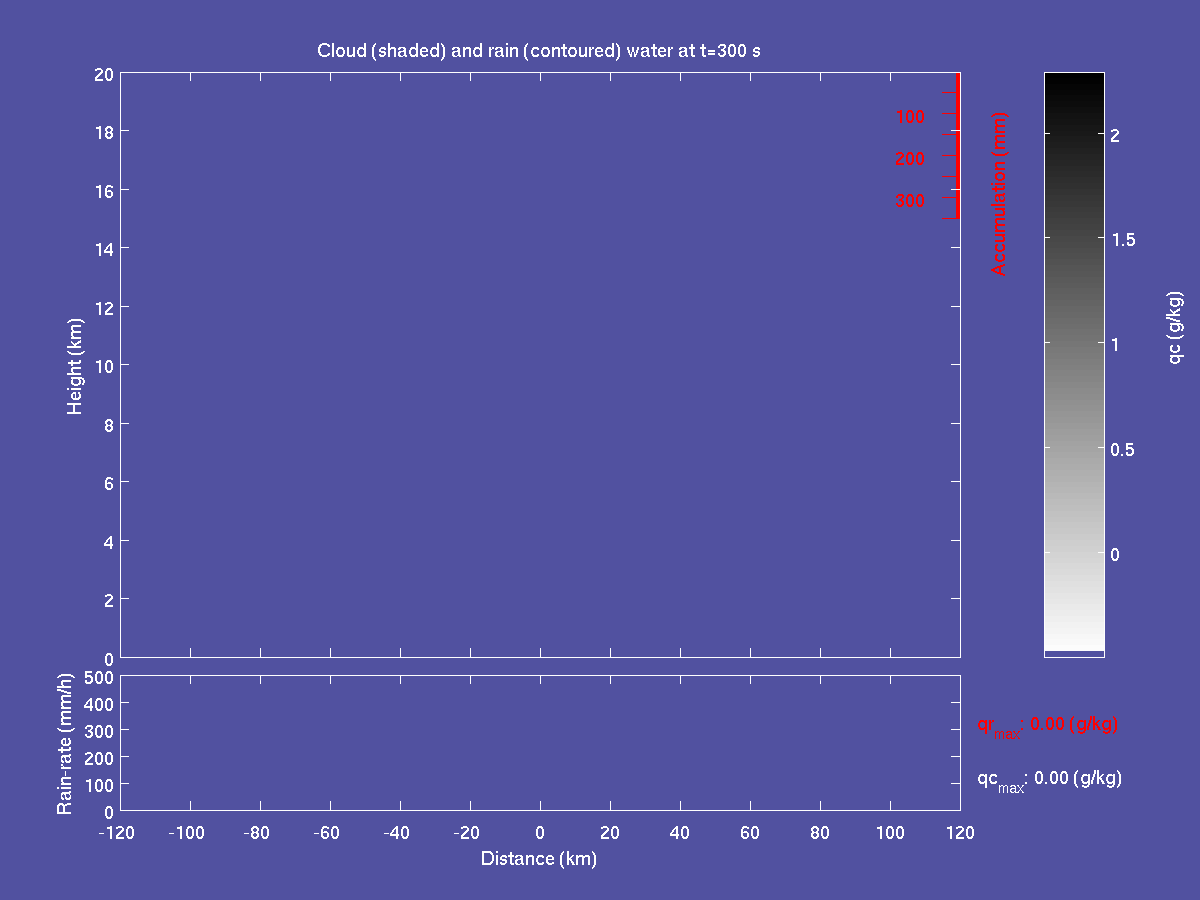 Cloud (shaded) and rain (contoured) water at t=300 s
Height (km)
20
18
16
14
12
10
8
6
4
2
0
100
200
300
Accumulation (mm)
2
1.5
1
0.5
0
qc (g/kg)
Rain-rate (mm/h)
500
400
300
200
100
0
-120 -100 -80 -60 -40 -20 0 20 40 60 80 100 120
Distance (km)
qrmax: 0.00 (g/kg)
qcmax: 0.00 (g/kg)